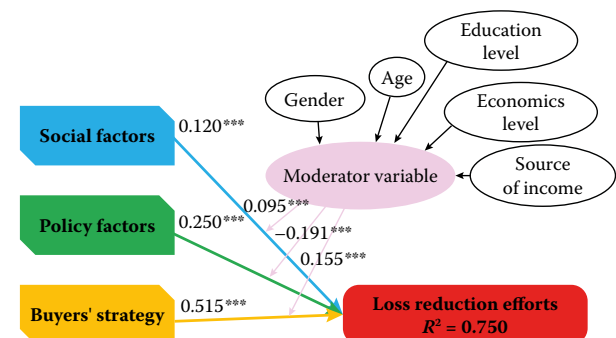 Education
level
Age
Gender
Economics
level
Social factors
0.120***
Moderator variable
Source
of income
0.095***
Policy factors
0.250***
–0.191***
0.155***
Buyers' strategy
0.515***
Loss reduction efforts
R² = 0.750